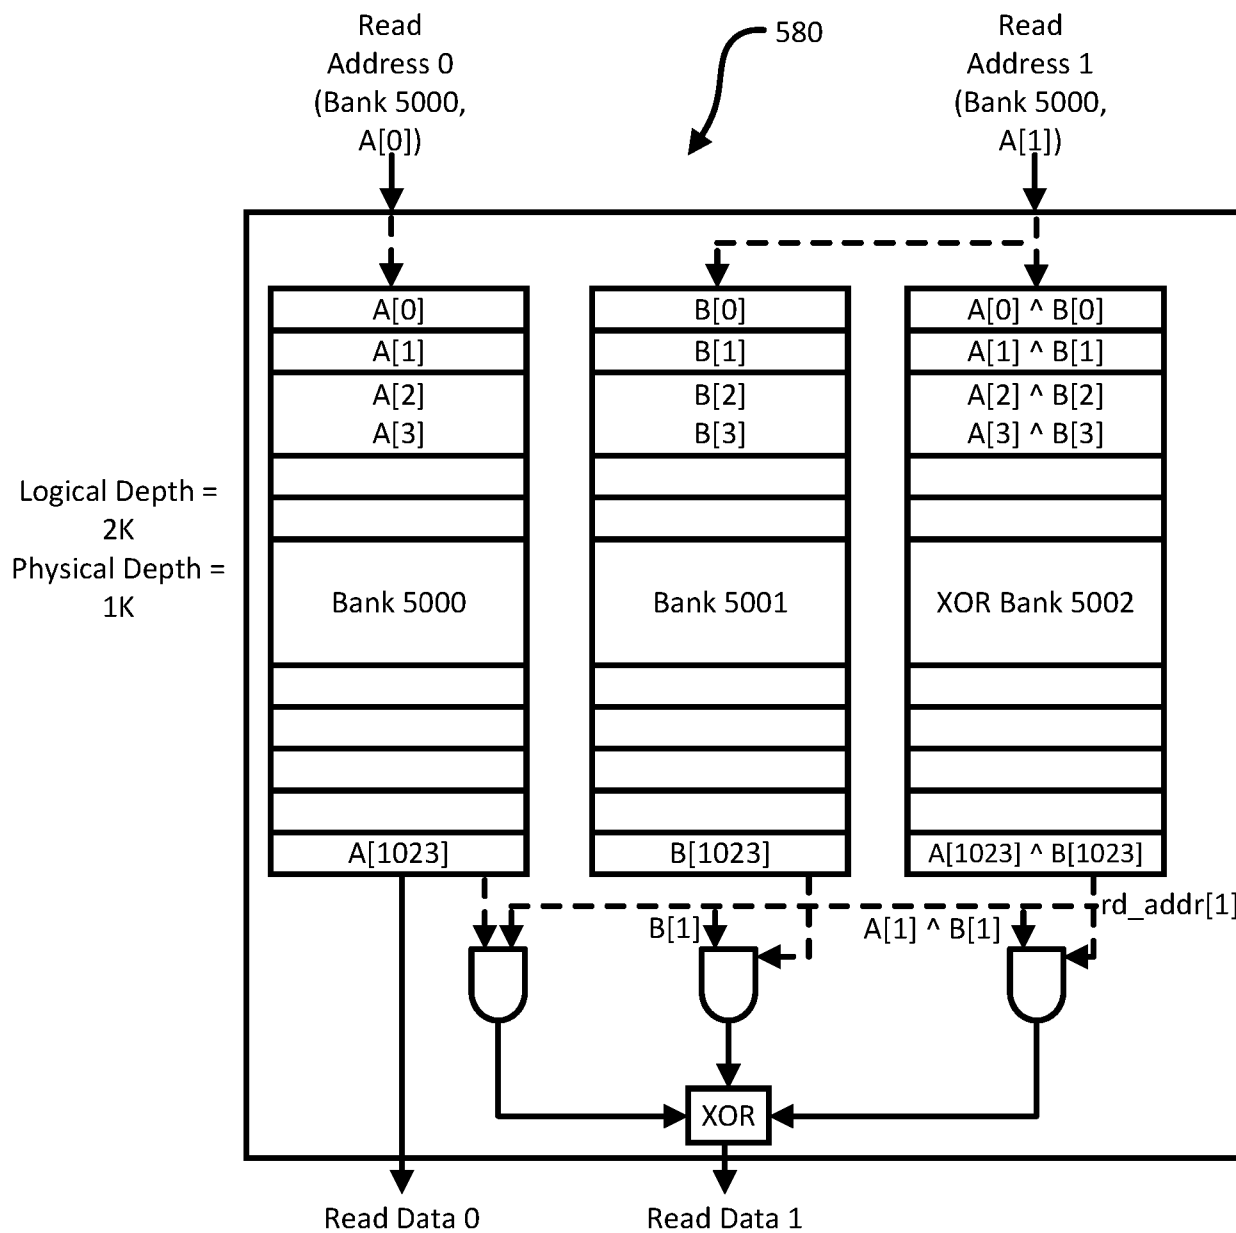 Read
Address 0
(Bank 5000,
A[0])
580
Read
Address 1
(Bank 5000,
A[1])
A[0]
B[0]
A[0] ^ B[0]
A[1]
B[1]
A[1] ^ B[1]
A[2]
B[2]
A[2] ^ B[2]
A[3]
B[3]
A[3] ^ B[3]
Logical Depth =
2K
Physical Depth =
1K
Bank 5000
Bank 5001
XOR Bank 5002
A[1023]
B[1023]
A[1023] ^ B[1023]
rd_addr[1]
B[1]
A[1] ^ B[1]
XOR
Read Data 0
Read Data 1